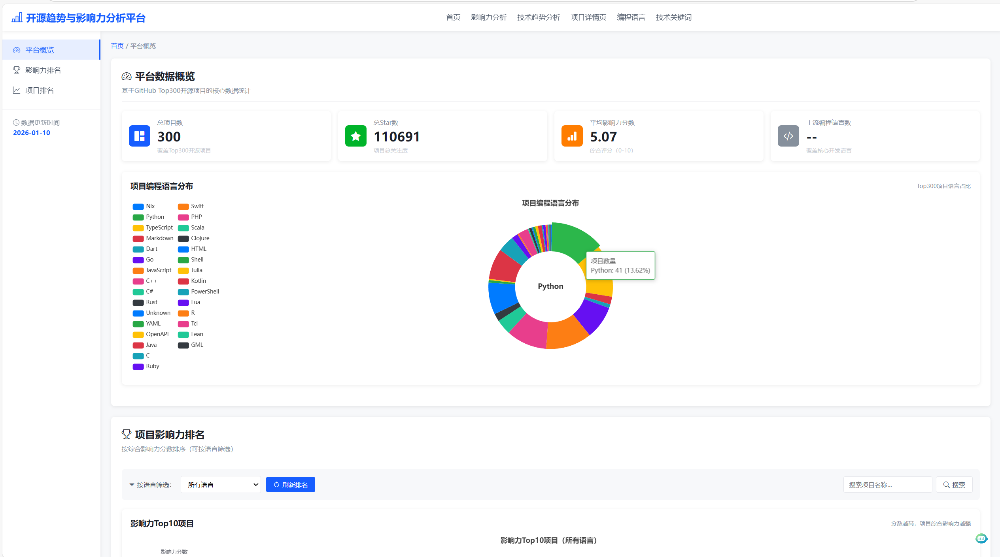 开源趋势与影响力分析平台
首页 影响力分析 技术趋势分析 项目详情页 编程语言 技术关键词
平台概览
影响力排名
项目排名
数据更新时间
2026-01-10
首页 / 平台概览
平台数据概览
基于GitHub Top300开源项目的核心数据统计
总项目数
300
覆盖Top300开源项目
总Star数
110691
项目总关注度
平均影响力分数
5.07
综合评分（0-10）
主流编程语言数
--
覆盖核心开发语言
项目编程语言分布
Top300项目语言占比
项目编程语言分布
Nix
Python
TypeScript
Markdown
Dart
Go
JavaScript
C++
C#
Rust
Unknown
YAML
OpenAPI
Java
C
Ruby
Swift
PHP
Scala
Clojure
HTML
Shell
Julia
Kotlin
PowerShell
Lua
R
Tcl
Lean
GML
项目数量
Python: 41 (13.62%)
Python
项目影响力排名
按综合影响力分数排序（可按语言筛选）
按语言筛选： 所有语言 刷新排名 搜索项目名称... 搜索
影响力Top10项目
分数越高，项目综合影响力越强
影响力Top10项目（所有语言）
影响力分数